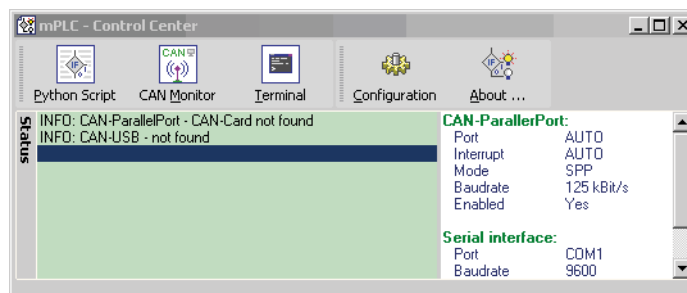 mPLC - Control Center
CAN
IF
IF
Python Script CAN Monitor Terminal Configuration About ...
Status
INFO: CAN-ParallelPort - CAN-Card not found
INFO: CAN-USB - not found
CAN-ParallerPort:
Port AUTO
Interrupt AUTO
Mode SPP
Baudrate 125 kBit/s
Enabled Yes
Serial interface:
Port COM1
Baudrate 9600